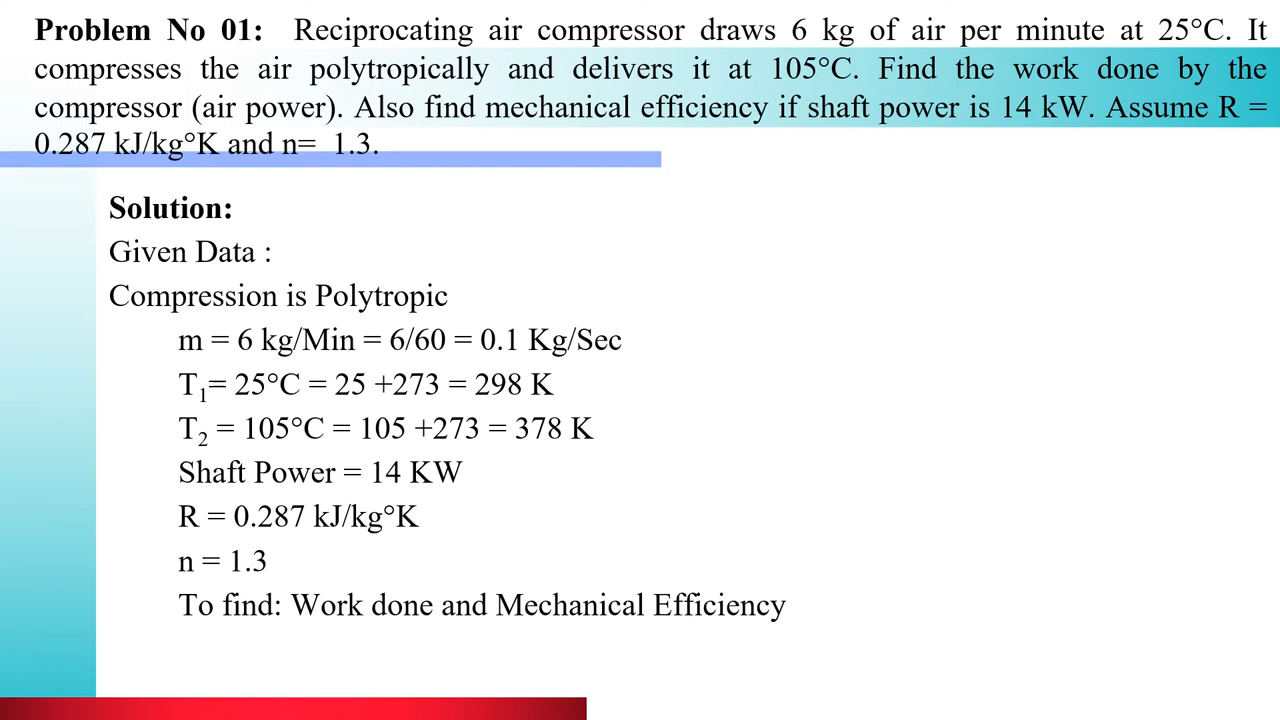 Problem No 01: Reciprocating air compressor draws 6 kg of air per minute at 25°C. It
compresses the air polytropically and delivers it at 105°C. Find the work done by the
compressor (air power). Also find mechanical efficiency if shaft power is 14 kW. Assume R =
0.287 kJ/kg°K and n= 1.3.
Solution:
Given Data :
Compression is Polytropic
m = 6 kg/Min = 6/60 = 0.1 Kg/Sec
T₁= 25°C = 25 +273 = 298 K
T₂ = 105°C = 105 +273 = 378 K
Shaft Power = 14 KW
R = 0.287 kJ/kg°K
n = 1.3
To find: Work done and Mechanical Efficiency